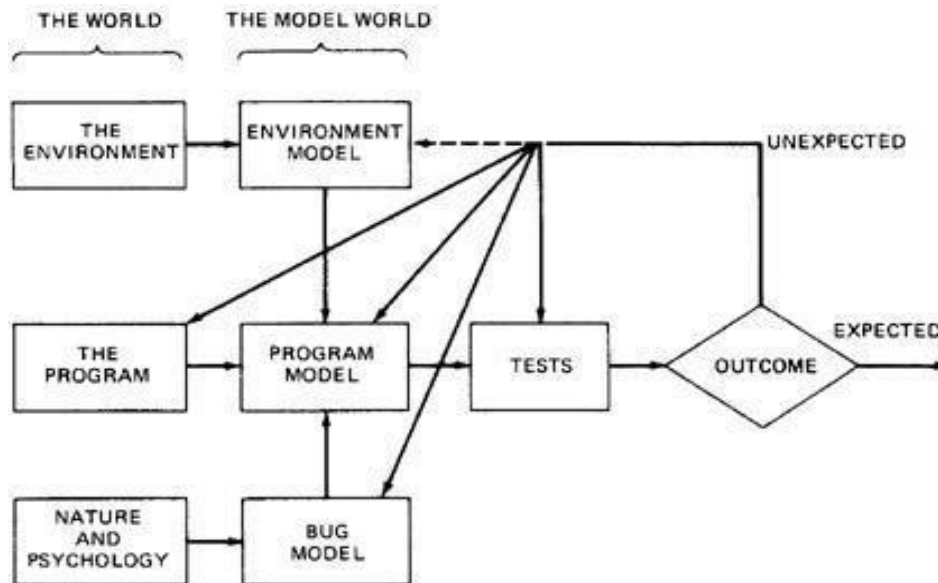 THE WORLD
THE MODEL WORLD
THE
ENVIRONMENT
ENVIRONMENT
MODEL
UNEXPECTED
THE
PROGRAM
PROGRAM
MODEL
TESTS
OUTCOME
EXPECTED
NATURE
AND
PSYCHOLOGY
BUG
MODEL